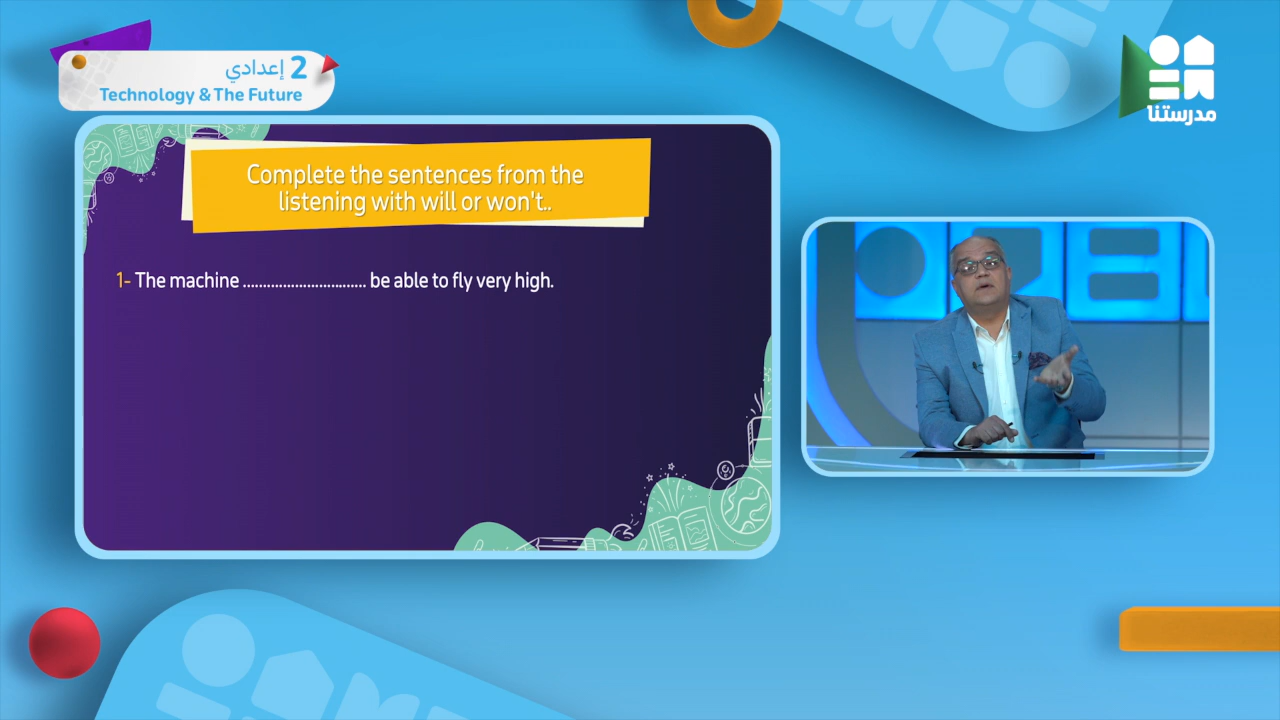 2 إعدادي
Technology & The Future
مدرستنا
Complete the sentences from the
listening with will or won't..
1- The machine .............................. be able to fly very high.